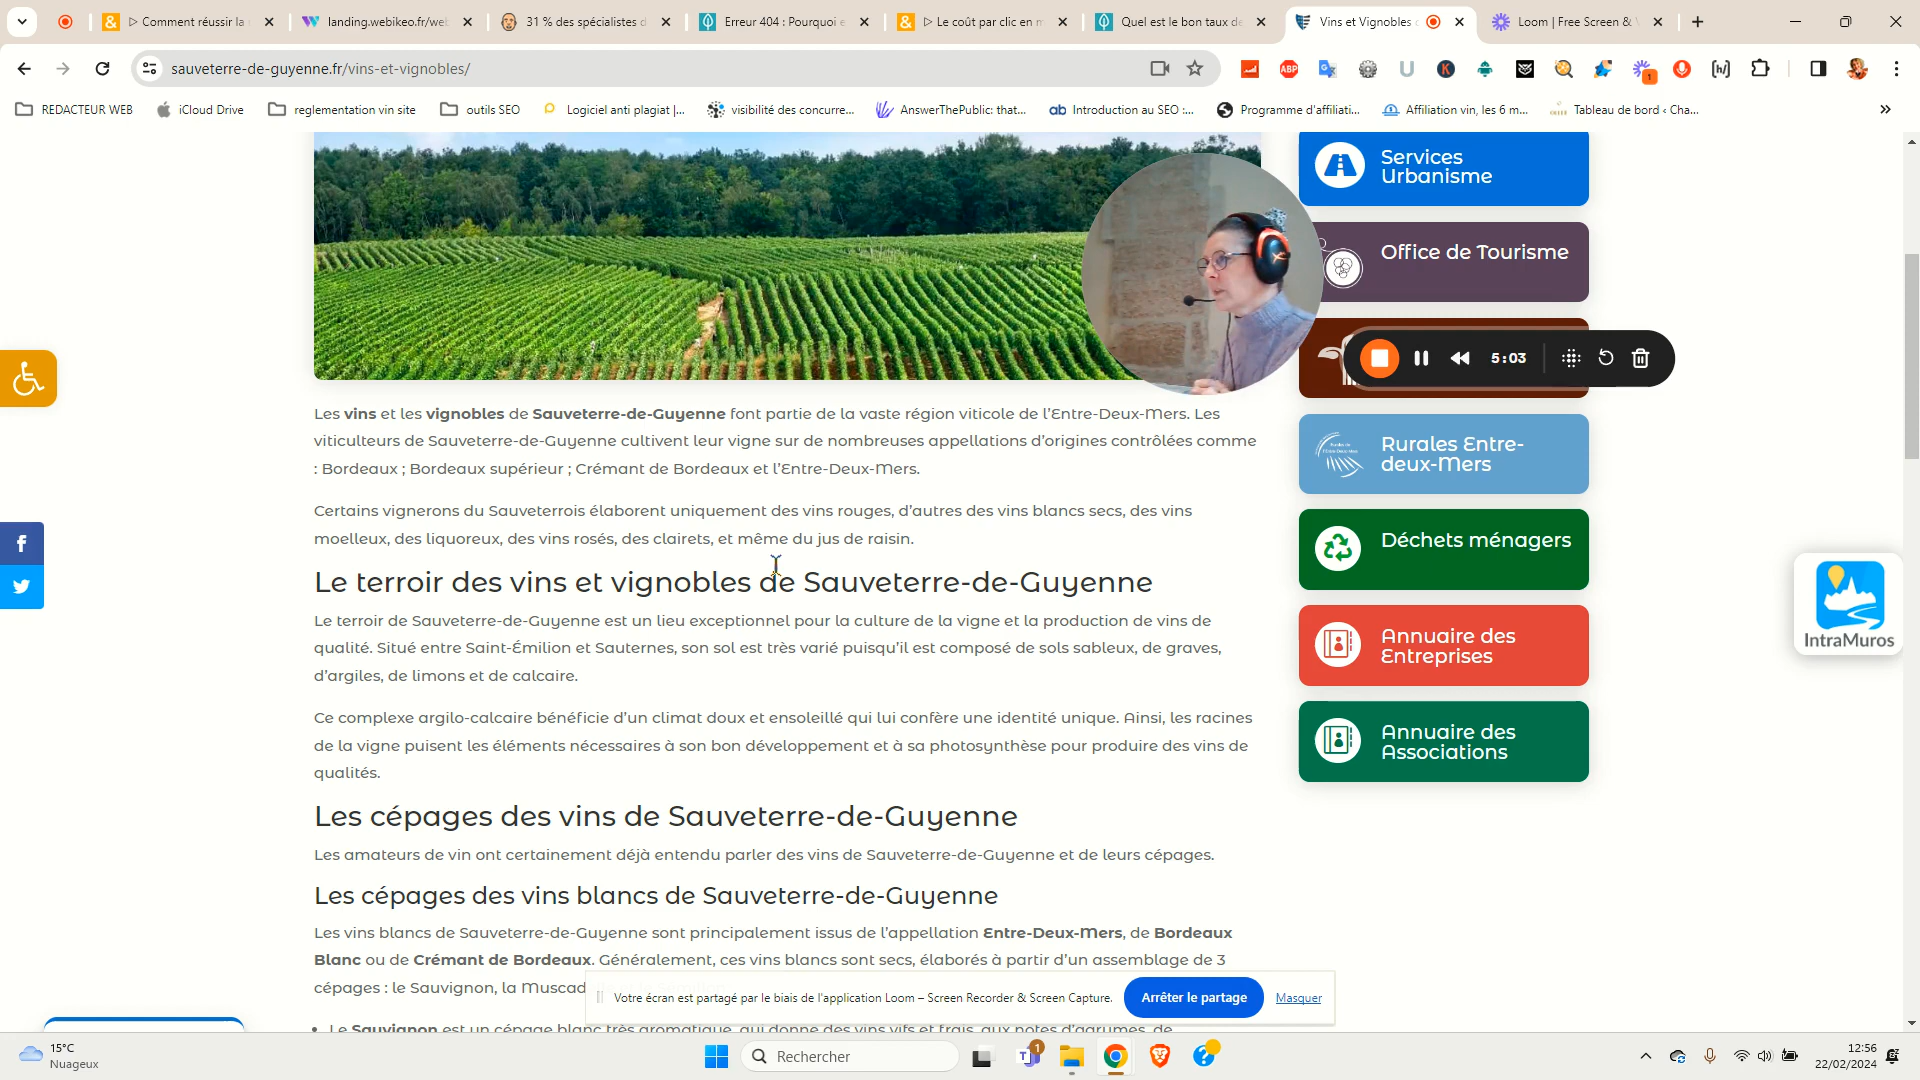 ▷ Comment réussir la
landing.webikeo.fr/web
31 % des spécialistes d
Erreur 404 : Pourquoi e
▷ Le coût par clic en m
Quel est le bon taux de
Vins et Vignobles
Loom | Free Screen &
sauveterre-de-guyenne.fr/vins-et-vignobles/
REDACTEUR WEB
iCloud Drive
reglementation vin site
outils SEO
Logiciel anti plagiat |...
visibilité des concurre...
AnswerThePublic: that...
Introduction au SEO :...
Programme d'affiliati...
Affiliation vin, les 6 m...
Tableau de bord ‹ Cha...
Services
Urbanisme
Office de Tourisme
5:03
Les vins et les vignobles de Sauveterre-de-Guyenne font partie de la vaste région viticole de l'Entre-Deux-Mers. Les
viticulteurs de Sauveterre-de-Guyenne cultivent leur vigne sur de nombreuses appellations d'origines contrôlées comme
: Bordeaux ; Bordeaux supérieur ; Crémant de Bordeaux et l'Entre-Deux-Mers.
Certains vignerons du Sauveterrois élaborent uniquement des vins rouges, d'autres des vins blancs secs, des vins
moelleux, des liquoreux, des vins rosés, des clairets, et même du jus de raisin.
Le terroir des vins et vignobles de Sauveterre-de-Guyenne
Le terroir de Sauveterre-de-Guyenne est un lieu exceptionnel pour la culture de la vigne et la production de vins de
qualité. Situé entre Saint-Émilion et Sauternes, son sol est très varié puisqu'il est composé de sols sableux, de graves,
d'argiles, de limons et de calcaire.
Ce complexe argilo-calcaire bénéficie d'un climat doux et ensoleillé qui lui confère une identité unique. Ainsi, les racines
de la vigne puisent les éléments nécessaires à son bon développement et à sa photosynthèse pour produire des vins de
qualités.
Les cépages des vins de Sauveterre-de-Guyenne
Les amateurs de vin ont certainement déjà entendu parler des vins de Sauveterre-de-Guyenne et de leurs cépages.
Les cépages des vins blancs de Sauveterre-de-Guyenne
Les vins blancs de Sauveterre-de-Guyenne sont principalement issus de l'appellation Entre-Deux-Mers, de Bordeaux
Blanc ou de Crémant de Bordeaux. Généralement, ces vins blancs sont secs, élaborés à partir d'un assemblage de 3
cépages : le Sauvignon, la Muscad
Le Sauvignon est un cépage blanc très aromatique, qui donne des vins vifs et frais, aux notes d'agrumes, de
Rurales Entre-
deux-Mers
Déchets ménagers
Annuaire des
Entreprises
Annuaire des
Associations
IntraMuros
Votre écran est partagé par le biais de l'application Loom – Screen Recorder & Screen Capture.
Arrêter le partage
Masquer
15°C
Nuageux
Rechercher
12:56
22/02/2024